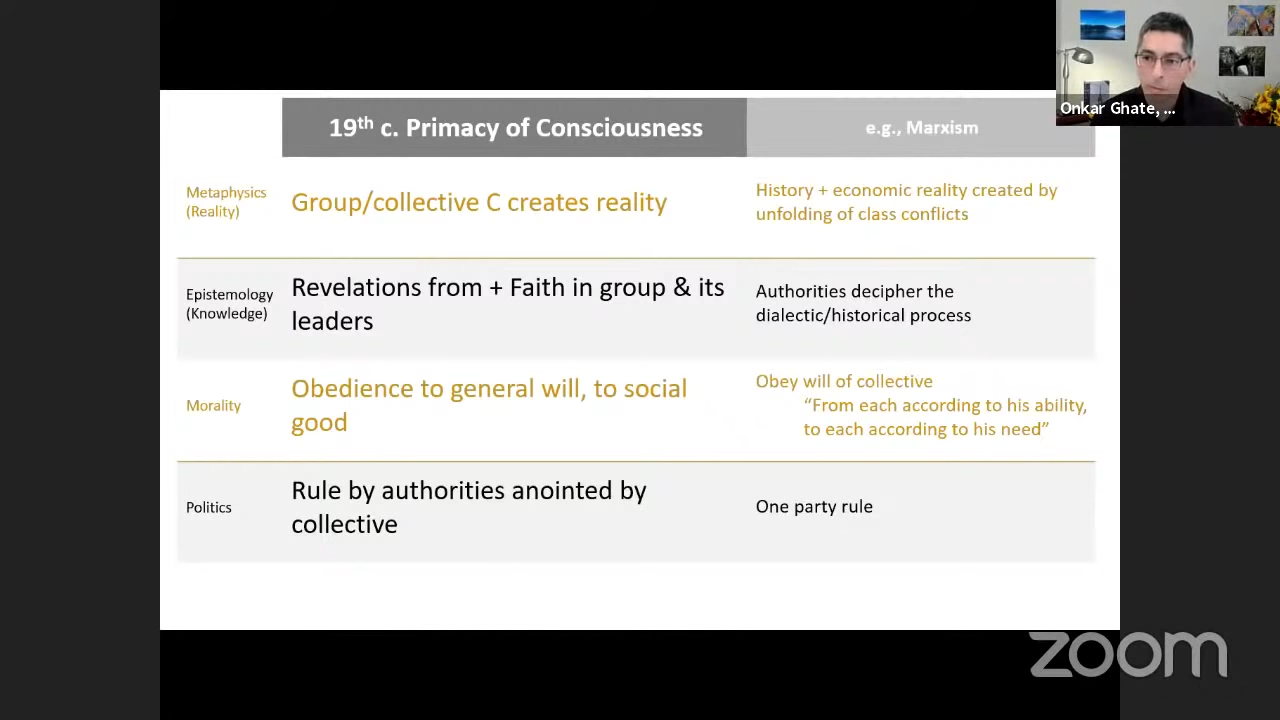 Onkar Ghate, ...
19th c. Primacy of Consciousness
e.g., Marxism
Metaphysics
(Reality)
Group/collective C creates reality
History + economic reality created by
unfolding of class conflicts
Epistemology
(Knowledge)
Revelations from + Faith in group & its
leaders
Authorities decipher the
dialectic/historical process
Morality
Obedience to general will, to social
good
Obey will of collective
“From each according to his ability,
to each according to his need”
Politics
Rule by authorities anointed by
collective
One party rule
zoom